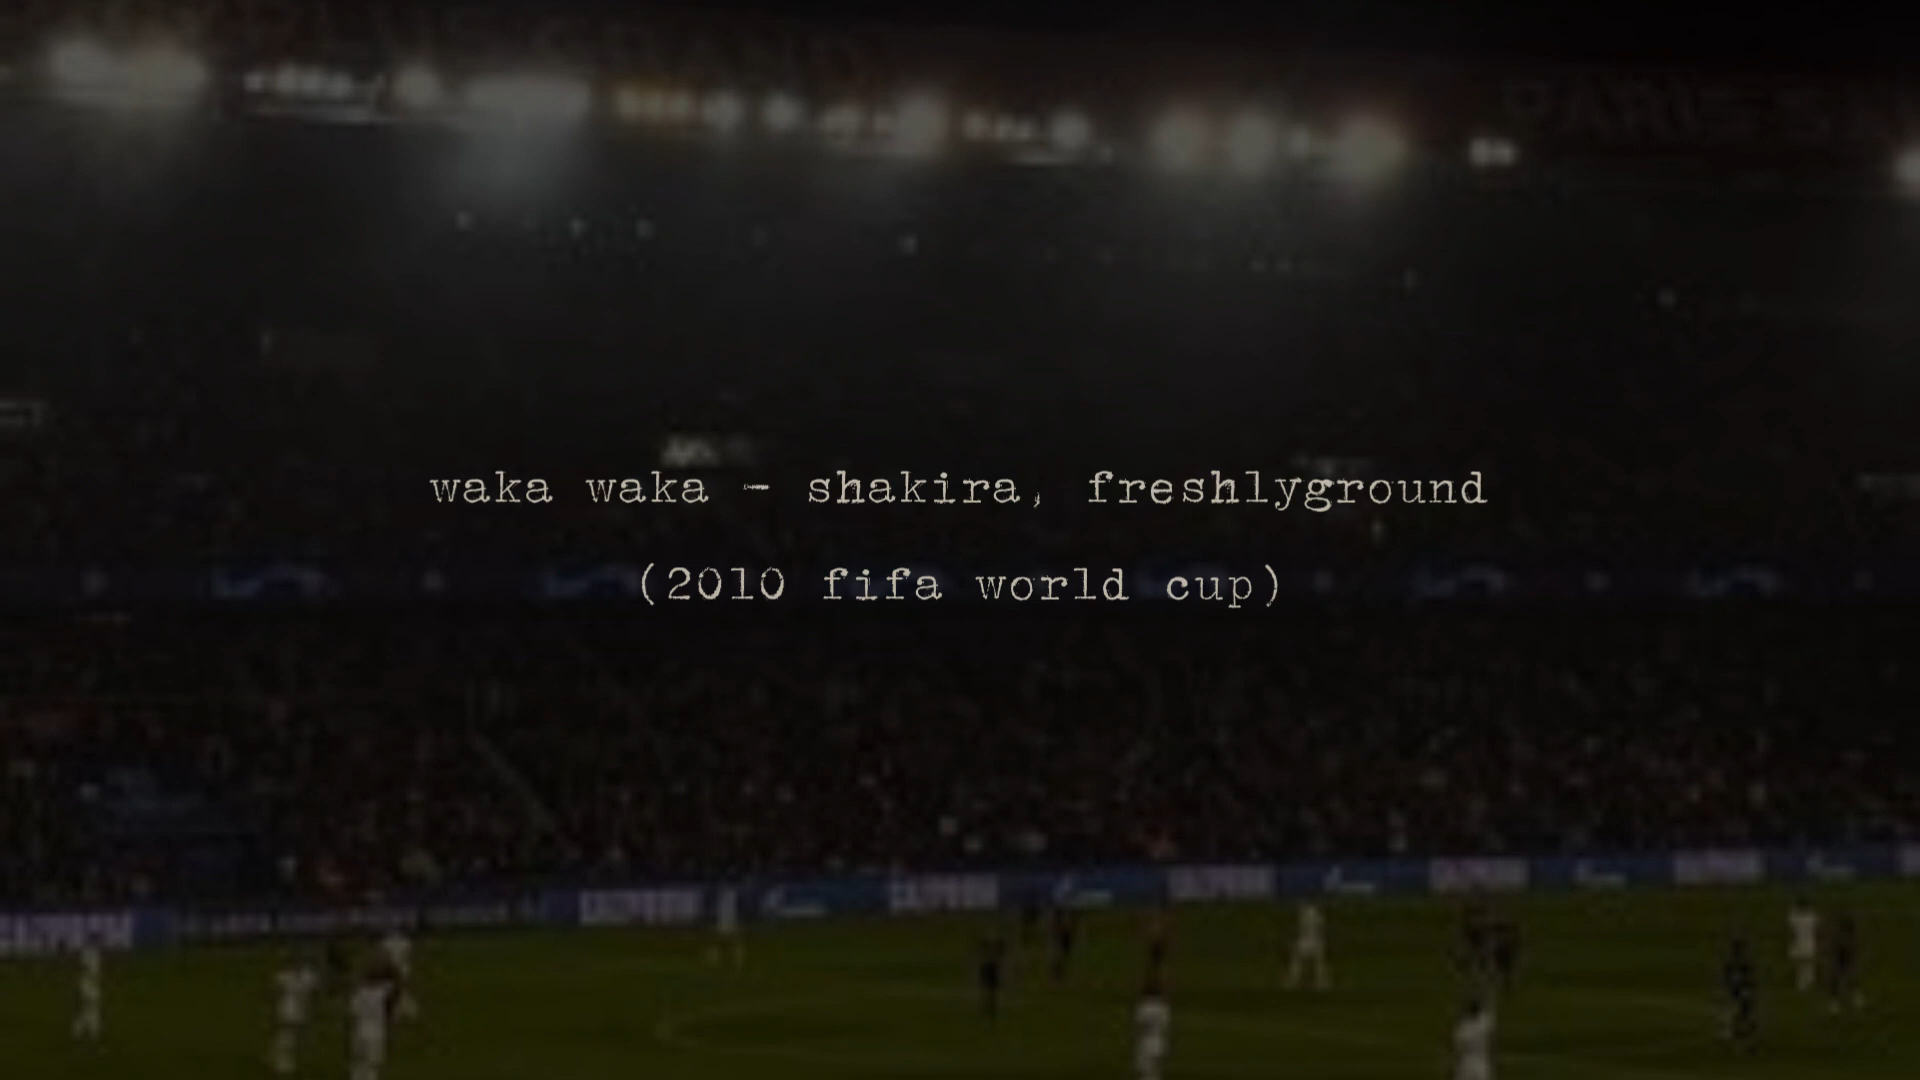 waka waka - shakira, freshlyground
(2010 fifa world cup)